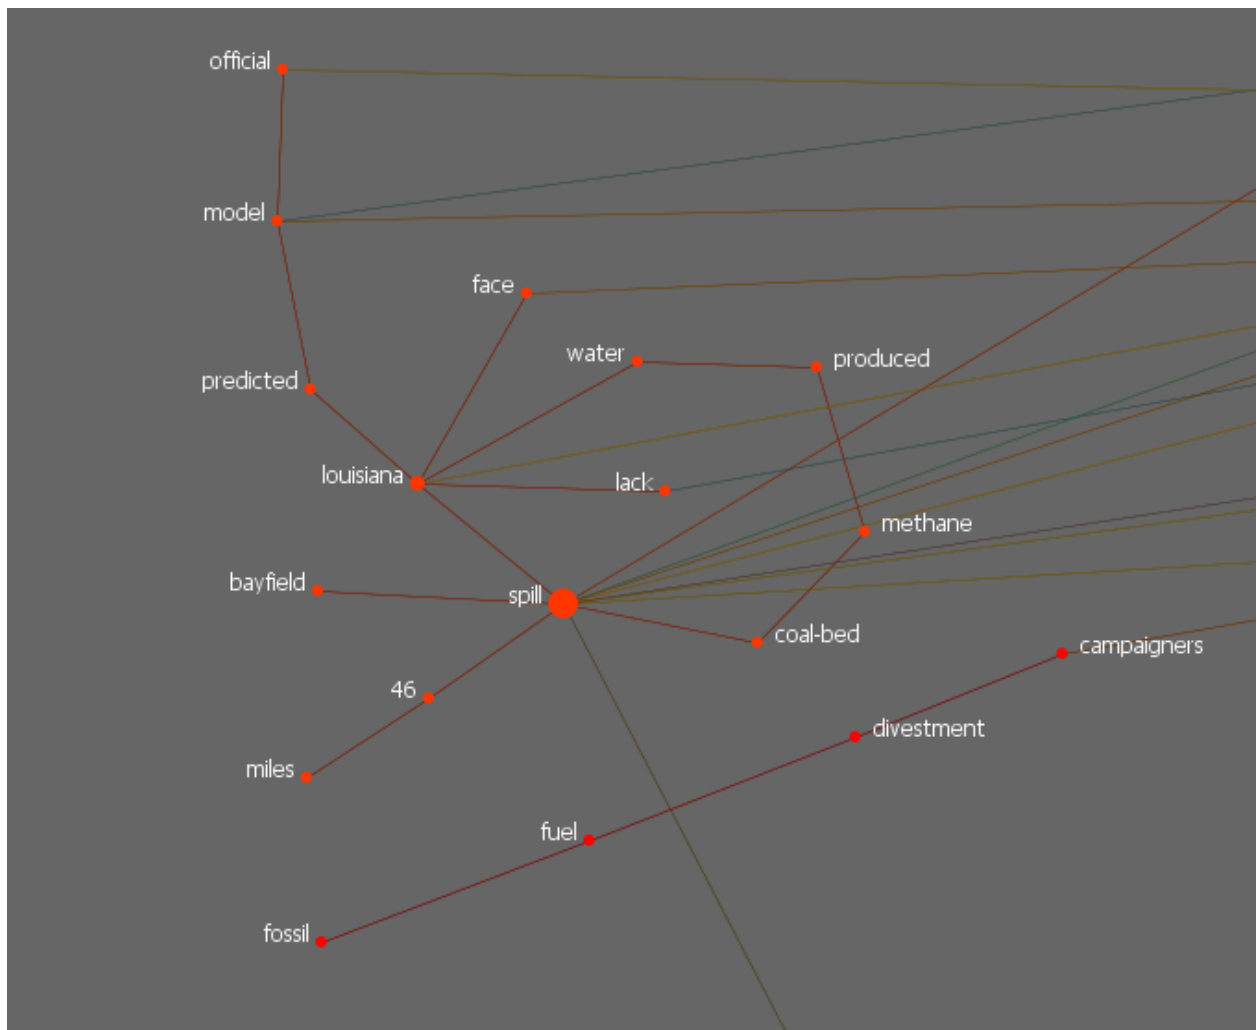 official
model
face
water
produced
predicted
louisiana
lack
methane
bayfield
spill
coal-bed
campaigners
46
divestment
miles
fuel
fossil